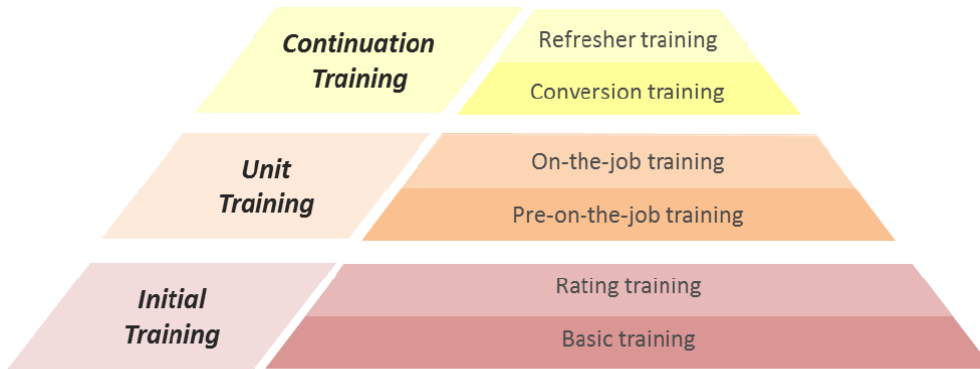 Continuation
Training
Refresher training
Conversion training
Unit
Training
On-the-job training
Pre-on-the-job training
Initial
Training
Rating training
Basic training